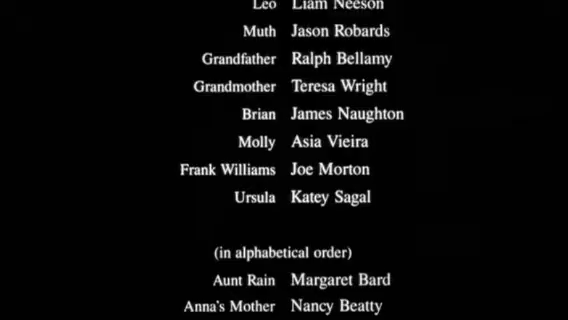 Leo Liam Neeson
Muth Jason Robards
Grandfather Ralph Bellamy
Grandmother Teresa Wright
Brian James Naughton
Molly Asia Vieira
Frank Williams Joe Morton
Ursula Katey Sagal
(in alphabetical order)
Aunt Rain Margaret Bard
Anna's Mother Nancy Beatty